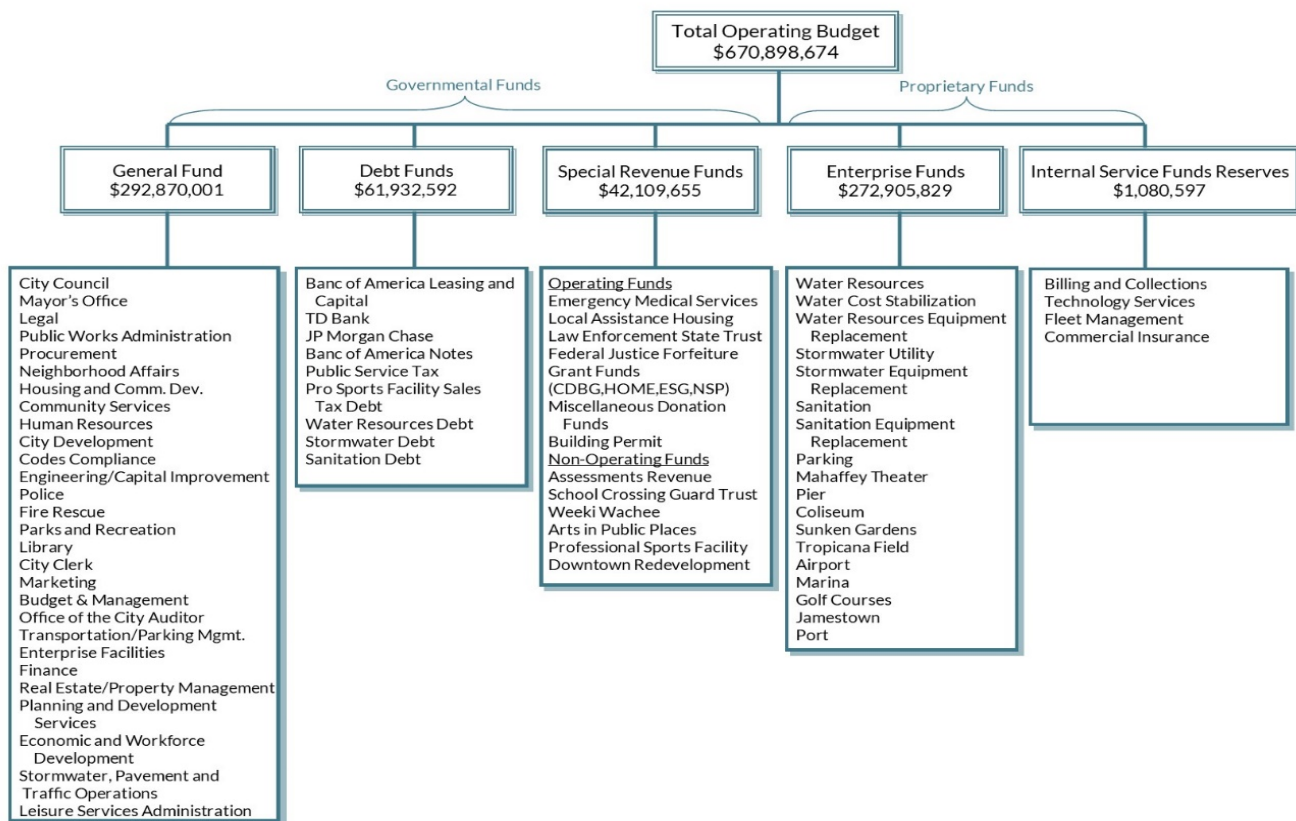 Total Operating Budget
$670,898,674
Governmental Funds
Proprietary Funds
General Fund
$292,870,001
Debt Funds
$61,932,592
Special Revenue Funds
$42,109,655
Enterprise Funds
$272,905,829
Internal Service Funds Reserves
$1,080,597
City Council
Mayor's Office
Legal
Public Works Administration
Procurement
Neighborhood Affairs
Housing and Comm. Dev.
Community Services
Human Resources
City Development
Codes Compliance
Engineering/Capital Improvement
Police
Fire Rescue
Parks and Recreation
Library
City Clerk
Marketing
Budget & Management
Office of the City Auditor
Transportation/Parking Mgmt.
Enterprise Facilities
Finance
Real Estate/Property Management
Planning and Development
Services
Economic and Workforce
Development
Stormwater, Pavement and
Traffic Operations
Leisure Services Administration
Banc of America Leasing and
Capital
TD Bank
JP Morgan Chase
Banc of America Notes
Public Service Tax
Pro Sports Facility Sales
Tax Debt
Water Resources Debt
Stormwater Debt
Sanitation Debt
Operating Funds
Emergency Medical Services
Local Assistance Housing
Law Enforcement State Trust
Federal Justice Forfeiture
Grant Funds
(CDBG,HOME,ESG,NSP)
Miscellaneous Donation
Funds
Building Permit
Non-Operating Funds
Assessments Revenue
School Crossing Guard Trust
Weeki Wachee
Arts in Public Places
Professional Sports Facility
Downtown Redevelopment
Water Resources
Water Cost Stabilization
Water Resources Equipment
Replacement
Stormwater Utility
Stormwater Equipment
Replacement
Sanitation
Sanitation Equipment
Replacement
Parking
Mahaffey Theater
Pier
Coliseum
Sunken Gardens
Tropicana Field
Airport
Marina
Golf Courses
Jamestown
Port
Billing and Collections
Technology Services
Fleet Management
Commercial Insurance